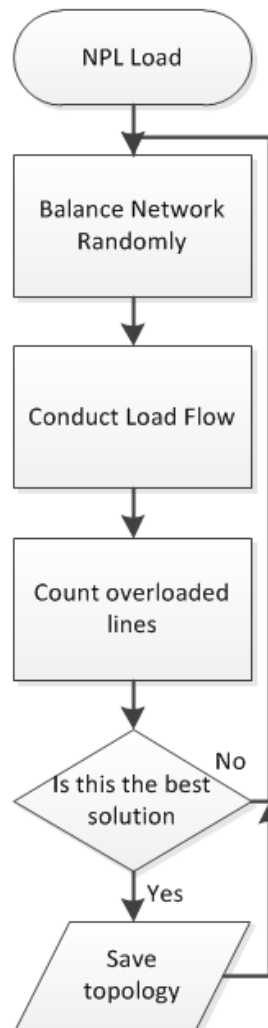 NPL Load
Balance Network
Randomly
Conduct Load Flow
Count overloaded
lines
Is this the best
solution
No
Yes
Save
topology